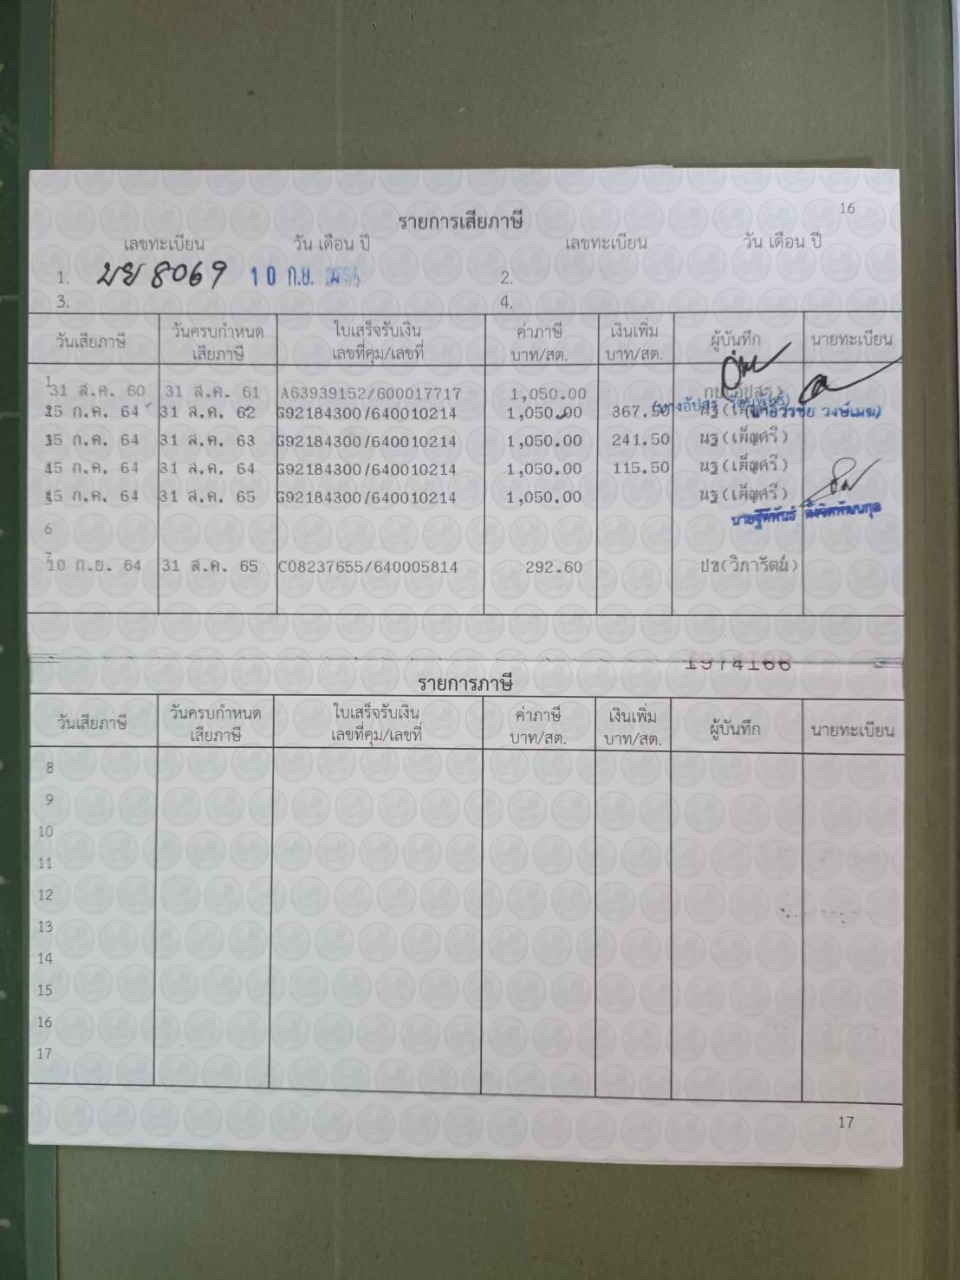 16
รายการเสียภาษี
เลขทะเบียน วัน เดือน ปี เลขทะเบียน วัน เดือน ปี
1. บย 8069 10 ก.ย. 2. 
3. 4.
วันเสียภาษี วันครบกำหนดเสียภาษี ใบเสร็จรับเงิน เลขที่คุม/เลขที่ ค่าภาษี บาท/สต. เงินเพิ่ม บาท/สต. ผู้บันทึก นายทะเบียน
1 31 ส.ค. 60 31 ส.ค. 61 A63939152/600017717 1,050.00
15 ก.ค. 64 31 ส.ค. 62 G92184300/640010214 1,050.00 367.50
15 ก.ค. 64 31 ส.ค. 63 G92184300/640010214 1,050.00 241.50 นฐ(เพ็ญศรี)
15 ก.ค. 64 31 ส.ค. 64 G92184300/640010214 1,050.00 115.50 นฐ(เพ็ญศรี)
15 ก.ค. 64 31 ส.ค. 65 G92184300/640010214 1,050.00 นฐ(เพ็ญศรี)
6
7 10 ก.ย. 64 31 ส.ค. 65 C08237655/640005814 292.60 ปข(วิภารัตน์)
1974166
รายการภาษี
วันเสียภาษี วันครบกำหนดเสียภาษี ใบเสร็จรับเงิน เลขที่คุม/เลขที่ ค่าภาษี บาท/สต. เงินเพิ่ม บาท/สต. ผู้บันทึก นายทะเบียน
8
9
10
11
12
13
14
15
16
17
17